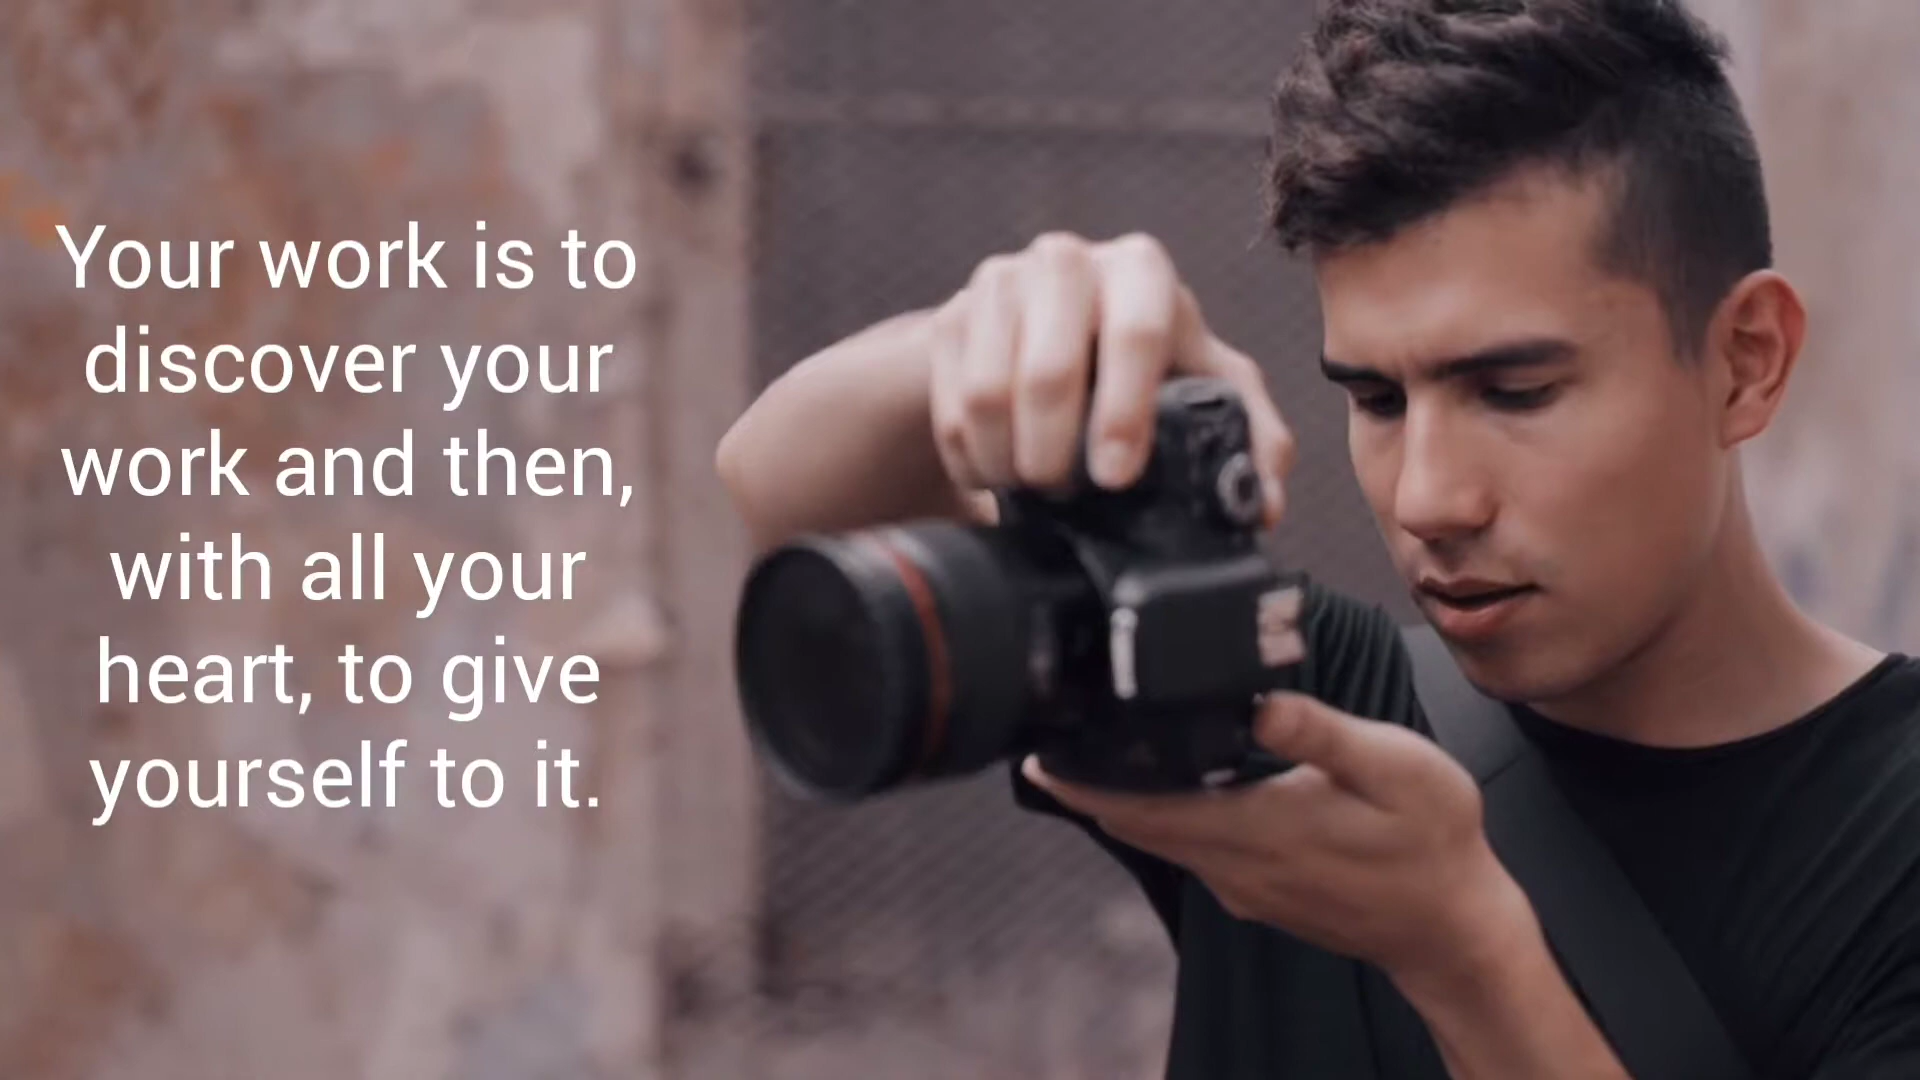 Your work is to
discover your
work and then,
with all your
heart, to give
yourself to it.